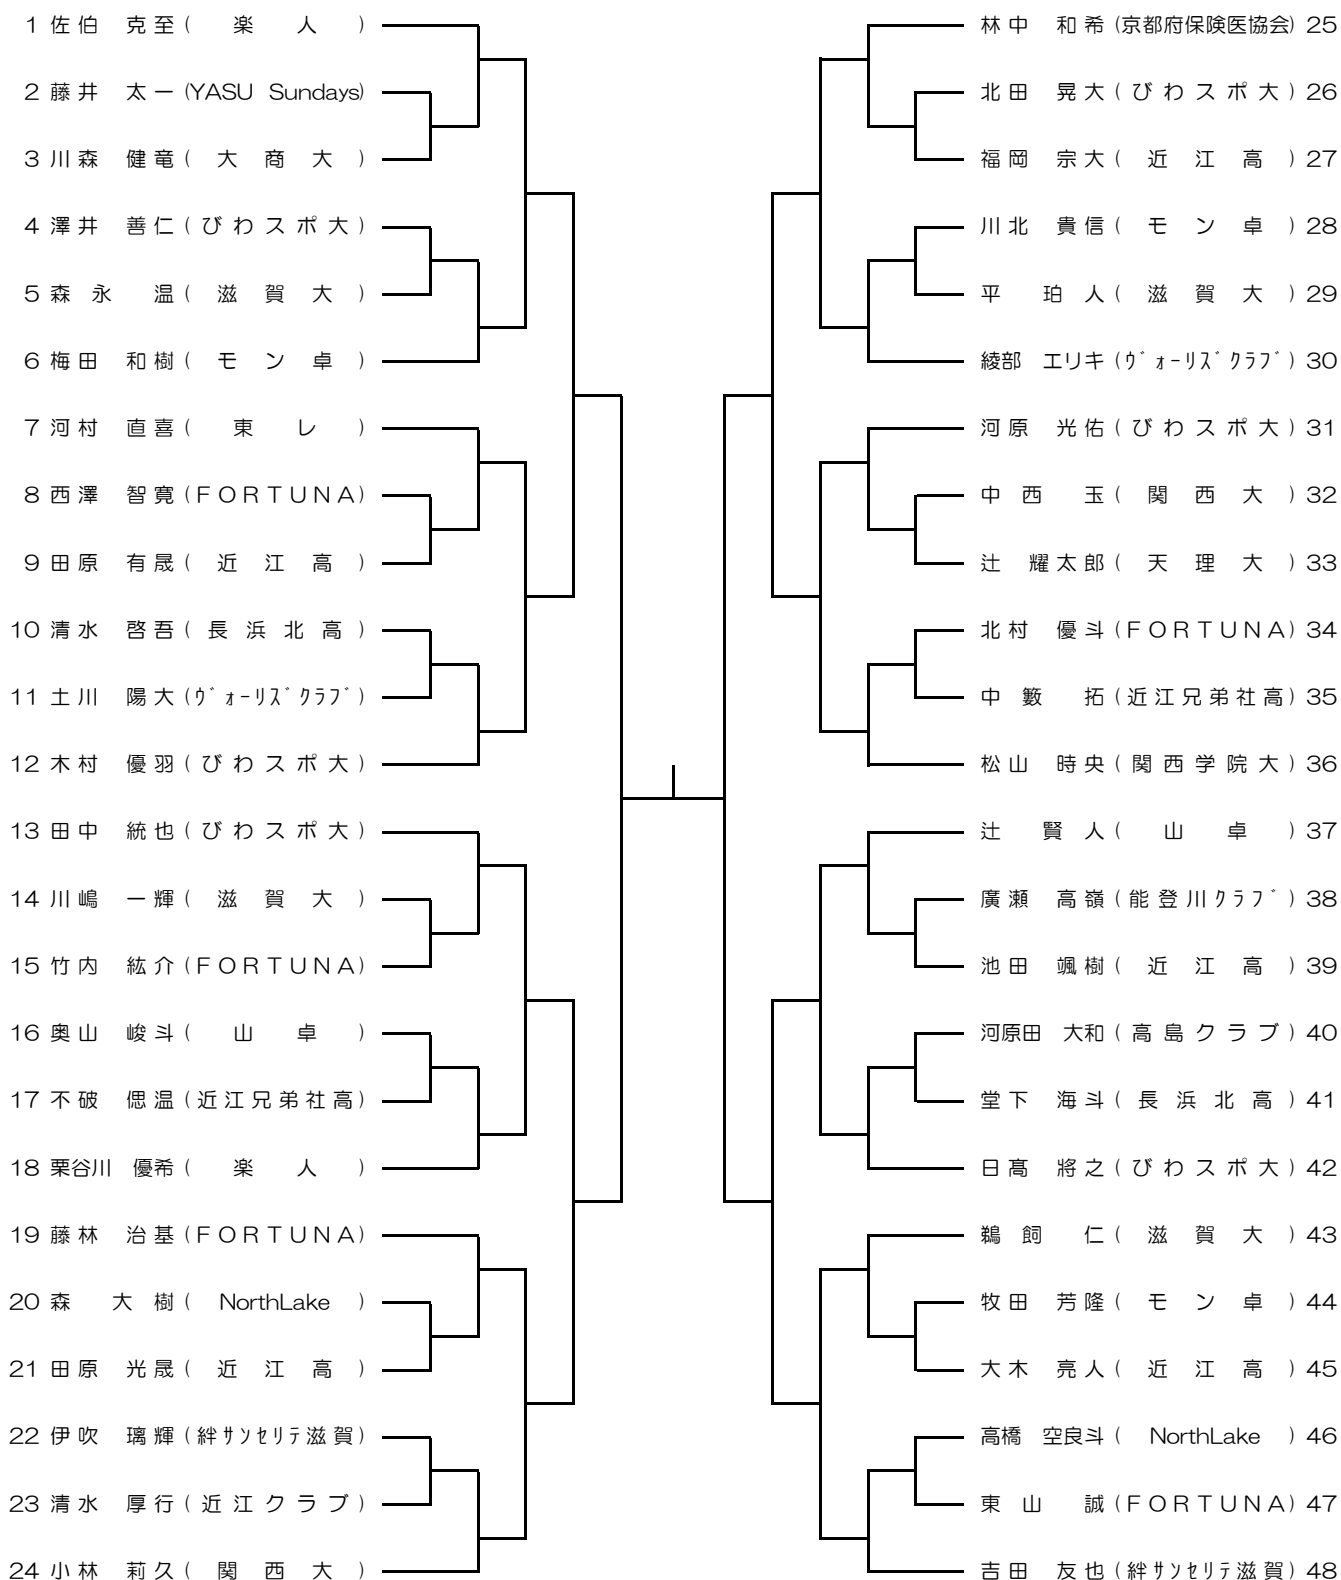 1 佐伯 克至 ( 楽 人 )
2 藤井 太一 (YASU Sundays)
3 川森 健竜 ( 大 商 大 )
4 澤井 善仁 ( びわスポ大 )
5 森永 温 ( 滋 賀 大 )
6 梅田 和樹 ( モ ン 卓 )
7 河村 直喜 ( 東 レ )
8 西澤 智寛 (FORTUNA)
9 田原 有晟 ( 近 江 高 )
10 清水 啓吾 ( 長 浜 北 高 )
11 土川 陽大 (ヴォーリズクラブ)
12 木村 優羽 ( びわスポ大 )
13 田中 統也 ( びわスポ大 )
14 川嶋 一輝 ( 滋 賀 大 )
15 竹内 紘介 (FORTUNA)
16 奥山 峻斗 ( 山 卓 )
17 不破 偲温 (近江兄弟社高)
18 栗谷川 優希 ( 楽 人 )
19 藤林 治基 (FORTUNA)
20 森 大樹 ( NorthLake )
21 田原 光晟 ( 近 江 高 )
22 伊吹 璃輝 (絆サンセリテ滋賀)
23 清水 厚行 (近江クラブ)
24 小林 莉久 ( 関 西 大 )
林中 和希 (京都府保険医協会) 25
北田 晃大 ( びわスポ大 ) 26
福岡 宗大 ( 近 江 高 ) 27
川北 貴信 ( モ ン 卓 ) 28
平 珀人 ( 滋 賀 大 ) 29
綾部 エリキ (ヴォーリズクラブ) 30
河原 光佑 ( びわスポ大 ) 31
中西 玉 ( 関 西 大 ) 32
辻 耀太郎 ( 天 理 大 ) 33
北村 優斗 (FORTUNA) 34
中籔 拓 (近江兄弟社高) 35
松山 時央 (関西学院大) 36
辻 賢人 ( 山 卓 ) 37
廣瀬 高嶺 (能登川クラブ) 38
池田 颯樹 ( 近 江 高 ) 39
河原田 大和 (高島クラブ) 40
堂下 海斗 ( 長 浜 北 高 ) 41
日髙 將之 ( びわスポ大 ) 42
鵜飼 仁 ( 滋 賀 大 ) 43
牧田 芳隆 ( モ ン 卓 ) 44
大木 亮人 ( 近 江 高 ) 45
高橋 空良斗 ( NorthLake ) 46
東山 誠 (FORTUNA) 47
吉田 友也 (絆サンセリテ滋賀) 48